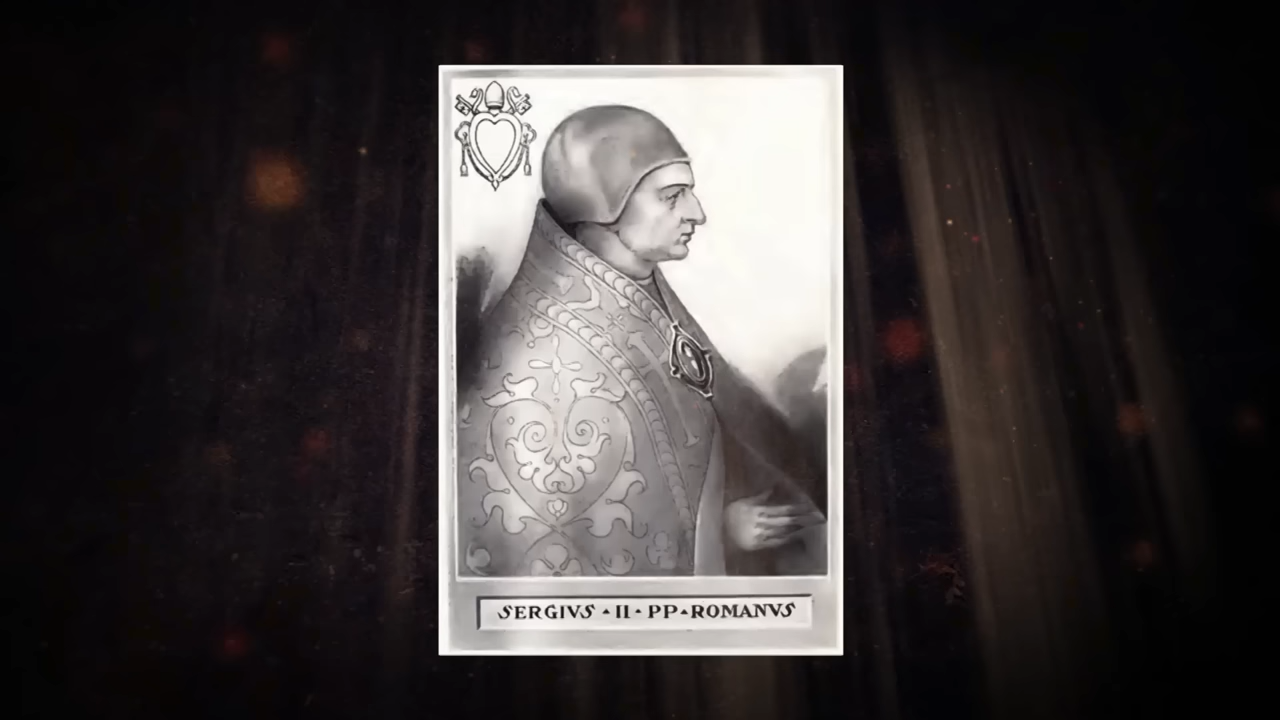 SERGIVS · II · PP · ROMANVS